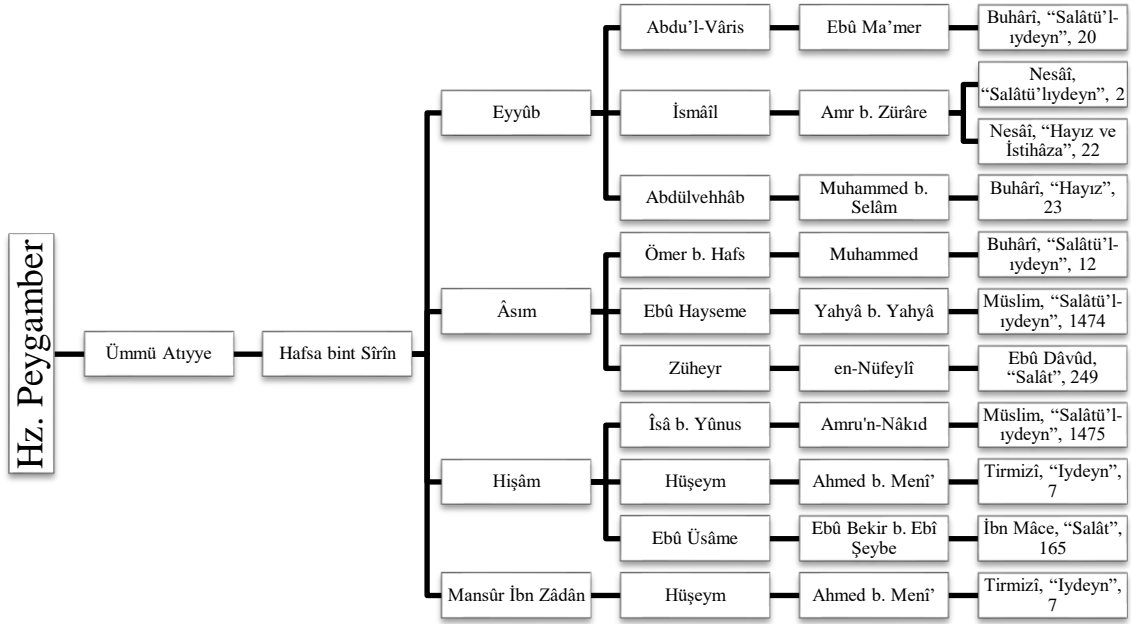 Hz. Peygamber
Ümmü Atıyye
Hafsa bint Sîrîn
Eyyûb
Abdu’l-Vâris
Ebû Ma’mer
Buhârî, “Salâtü’l-
ıydeyn”, 20
İsmâîl
Amr b. Zürâre
Nesâîi,
“Salâtü’lıydeyn”, 2
Nesâî, “Hayız ve
İstihâza”, 22
Abdülvehhâb
Muhammed b.
Selâm
Buhârî, “Hayız”,
23
Âsım
Ömer b. Hafs
Muhammed
Buhârî, “Salâtü’l-
ıydeyn”, 12
Ebû Hayseme
Yahyâ b. Yahyâ
Müslim, “Salâtü’l-
ıydeyn”, 1474
Züheyr
en-Nüfeylî
Ebû Dâvûd,
“Salât”, 249
Hişâm
Îsâ b. Yûnus
Amru'n-Nâkıd
Müslim, “Salâtü’l-
ıydeyn”, 1475
Hüşeym
Ahmed b. Menî’
Tirmizî, “Iydeyn”,
7
Ebû Üsâme
Ebû Bekir b. Ebî
Şeybe
İbn Mâce, “Salât”,
165
Mansûr İbn Zâdân
Hüşeym
Ahmed b. Menî’
Tirmizî, “Iydeyn”,
7